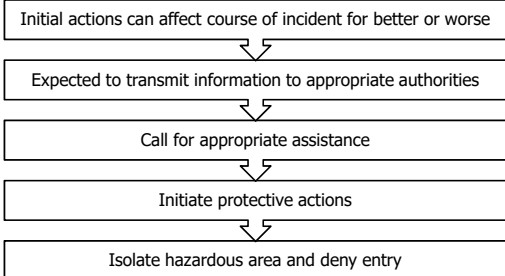 Initial actions can affect course of incident for better or worse
Expected to transmit information to appropriate authorities
Call for appropriate assistance
Initiate protective actions
Isolate hazardous area and deny entry